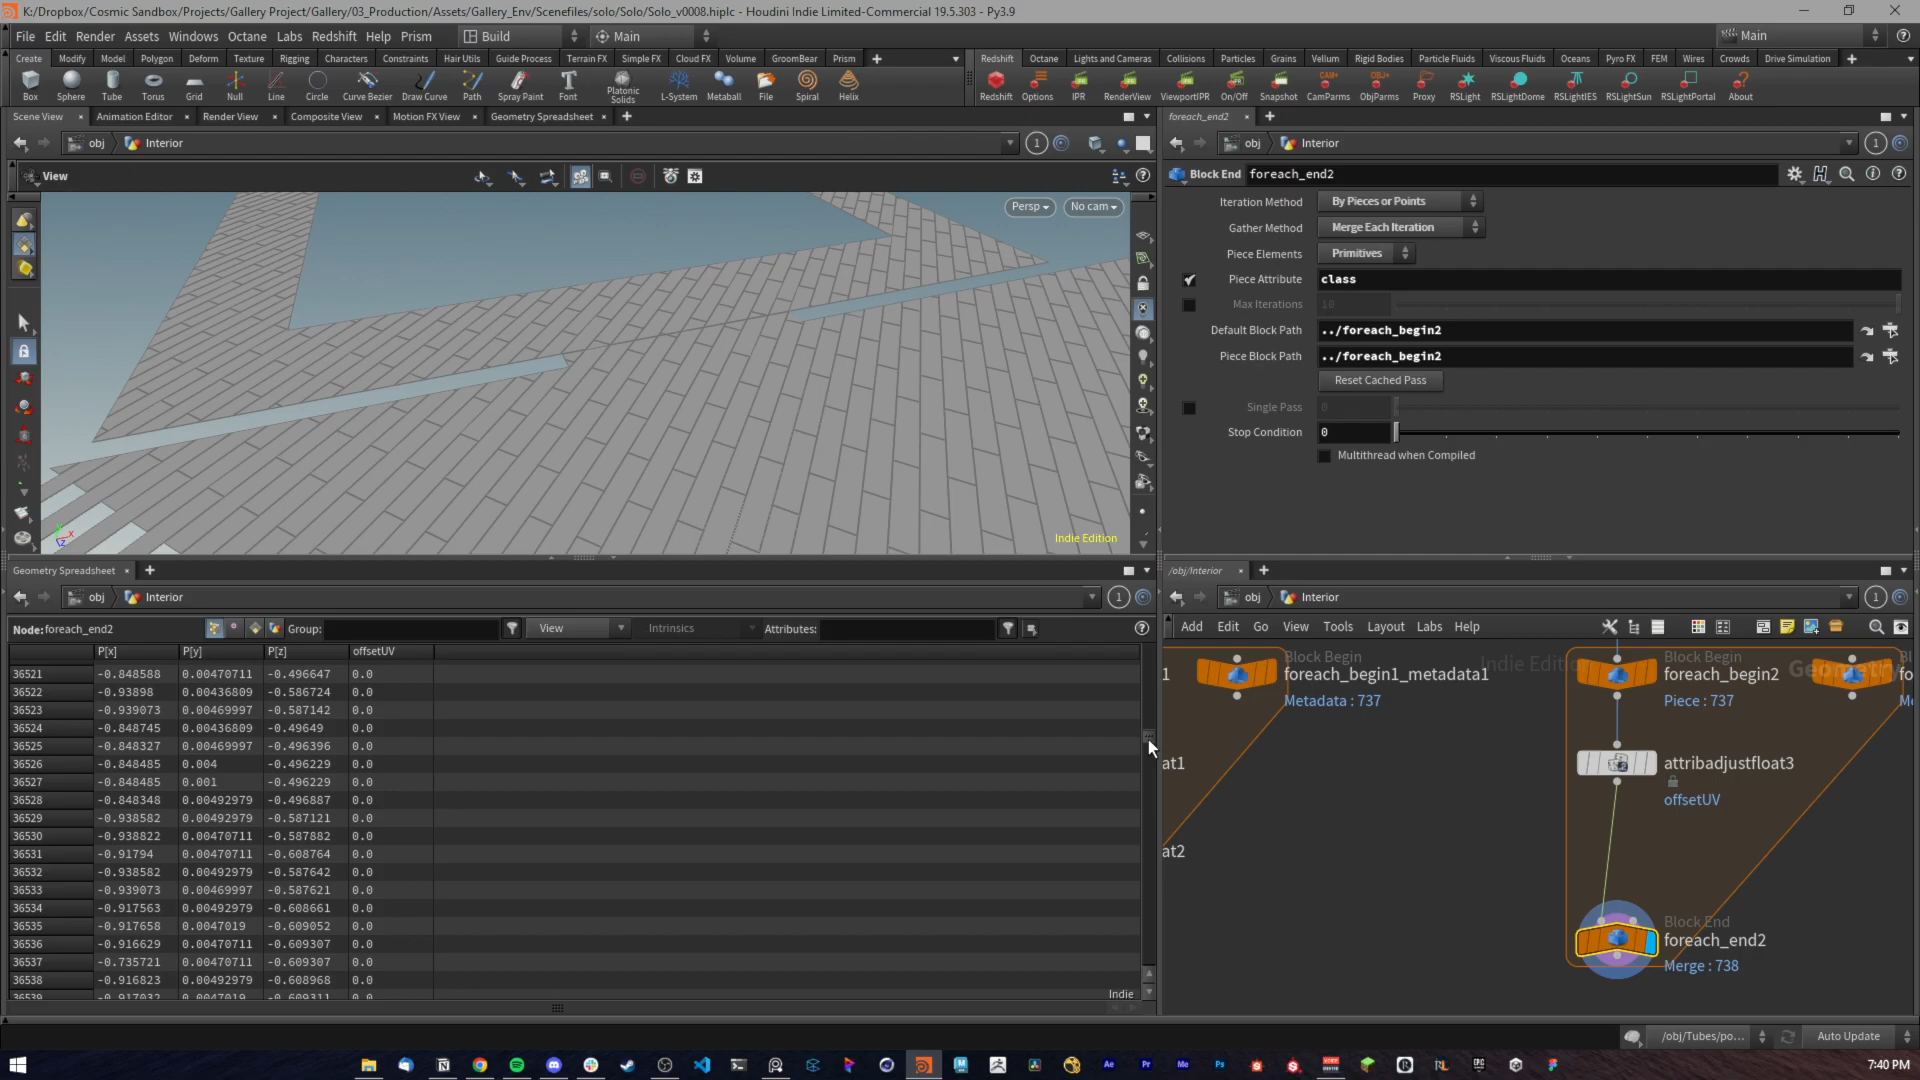 K:/Dropbox/Cosmic Sandbox/Projects/Gallery Project/Gallery/03_Production/Assets/Gallery_Env/Scenefiles/solo/Solo/Solo_v0008.hiplc - Houdini Indie Limited-Commercial 19.5.303 - Py3.9
File Edit Render Assets Windows Octane Labs Redshift Help Prism Build Main Main
Create Modify Model Polygon Deform Texture Rigging Characters Constraints Hair Utils Guide Process Terrain FX Simple FX Cloud FX Volume GroomBear Prism Redshift Octane Lights and Cameras Collisions Particles Grains Vellum Rigid Bodies Particle Fluids Viscous Fluids Oceans Pyro FX FEM Wires Crowds Drive Simulation
Box Sphere Tube Torus Grid Null Line Circle Curve Bezier Draw Curve Path Spray Paint Font Platonic Solids L-System Metaball File Spiral Helix Redshift Options IPR RenderView ViewportIPR On/Off Snapshot CamParms ObjParms Proxy RSLight RSLightDome RSLightIES RSLightSun RSLightPortal About
Scene View Animation Editor Render View Composite View Motion FX View Geometry Spreadsheet foreach_end2
obj Interior 1 obj Interior 1
View
Block End foreach_end2
Persp No cam
Iteration Method By Pieces or Points
Gather Method Merge Each Iteration
Piece Elements Primitives
Piece Attribute class
Max Iterations 10
Default Block Path ../foreach_begin2
Piece Block Path ../foreach_begin2
Reset Cached Pass
Single Pass 0
Stop Condition 0
Multithread when Compiled
Indie Edition
Geometry Spreadsheet /obj/Interior
obj Interior 1 obj Interior 1
Node:foreach_end2 Group: View Intrinsics Attributes:
Add Edit Go View Tools Layout Labs Help
P[x] P[y] P[z] offsetUV
36521 -0.848588 0.00470711 -0.496647 0.0
36522 -0.93898 0.00436809 -0.586724 0.0
36523 -0.939073 0.00469997 -0.587142 0.0
36524 -0.848745 0.00436809 -0.49649 0.0
36525 -0.848327 0.00469997 -0.496396 0.0
36526 -0.848485 0.004 -0.496229 0.0
36527 -0.848485 0.001 -0.496229 0.0
36528 -0.848348 0.00492979 -0.496887 0.0
36529 -0.938582 0.00492979 -0.587121 0.0
36530 -0.938822 0.00470711 -0.587882 0.0
36531 -0.91794 0.00470711 -0.608764 0.0
36532 -0.938582 0.00492979 -0.587642 0.0
36533 -0.939073 0.00469997 -0.587621 0.0
36534 -0.917563 0.00492979 -0.608661 0.0
36535 -0.917658 0.0047019 -0.609052 0.0
36536 -0.916629 0.00470711 -0.609307 0.0
36537 -0.735721 0.00470711 -0.609307 0.0
36538 -0.916823 0.00492979 -0.608968 0.0
36539 -0.917032 0.0047019 -0.609311 0.0
Indie
Block Begin
foreach_begin1_metadata1
Metadata : 737
Indie Editi
1
at1
at2
Block Begin
foreach_begin2
Piece : 737
Geometry
fo
attribadjustfloat3
offsetUV
Block End
foreach_end2
Merge : 738
/obj/Tubes/po... Auto Update
7:40 PM